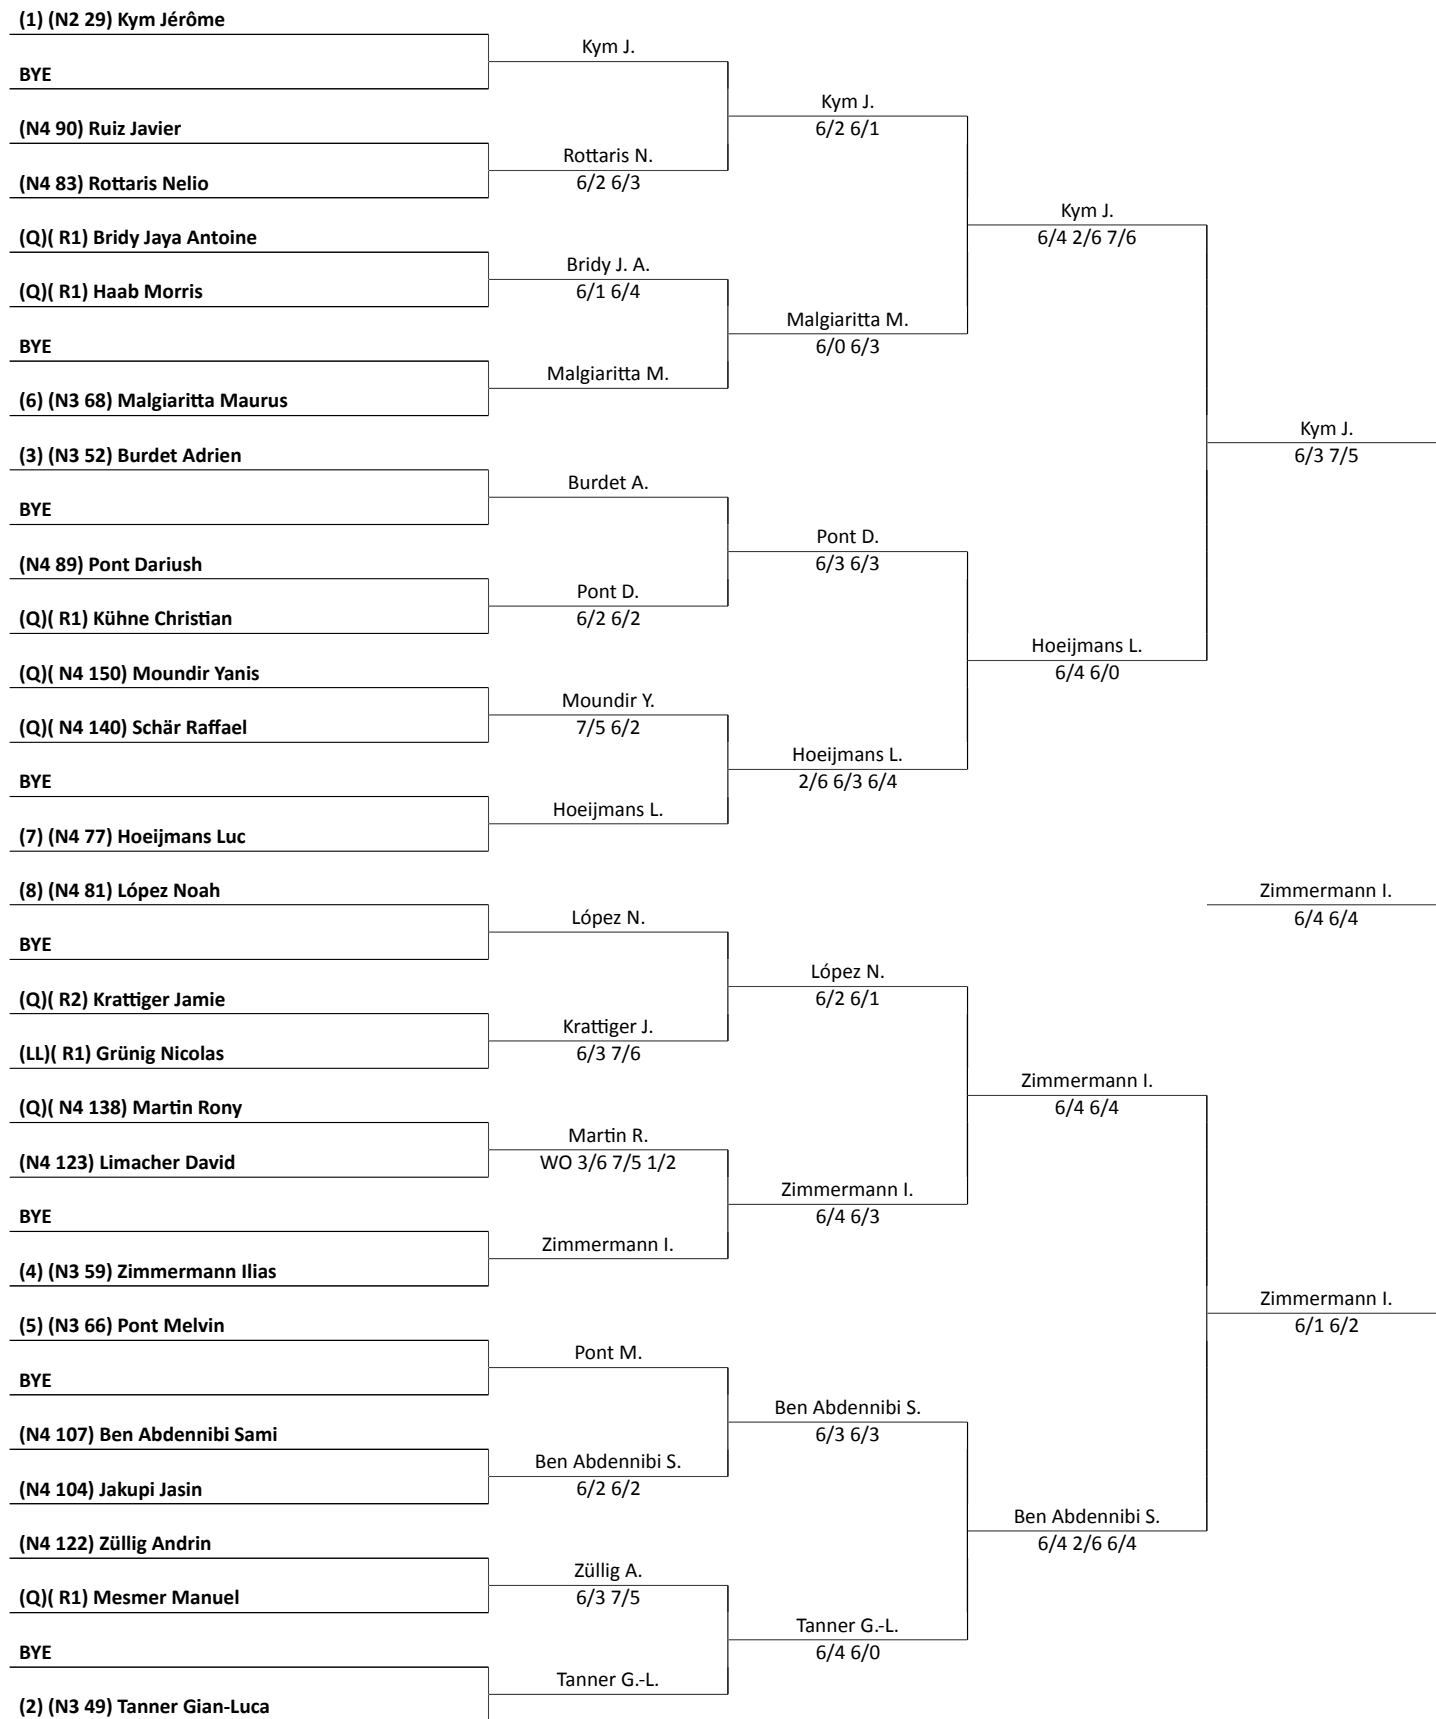 (1) (N2 29) Kym Jérôme
Kym J.
BYE
Kym J.
6/2 6/1
(N4 90) Ruiz Javier
Rottaris N.
6/2 6/3
(N4 83) Rottaris Nelio
Kym J.
6/4 2/6 7/6
(Q)( R1) Bridy Jaya Antoine
Bridy J. A.
6/1 6/4
(Q)( R1) Haab Morris
Malgiaritta M.
6/0 6/3
BYE
Malgiaritta M.
(6) (N3 68) Malgiaritta Maurus
Kym J.
6/3 7/5
(3) (N3 52) Burdet Adrien
Burdet A.
BYE
Pont D.
6/3 6/3
(N4 89) Pont Dariush
Pont D.
6/2 6/2
(Q)( R1) Kühne Christian
Hoeijmans L.
6/4 6/0
(Q)( N4 150) Moundir Yanis
Moundir Y.
7/5 6/2
(Q)( N4 140) Schär Raffael
Hoeijmans L.
2/6 6/3 6/4
BYE
Hoeijmans L.
(7) (N4 77) Hoeijmans Luc
(8) (N4 81) López Noah
Zimmermann I.
6/4 6/4
López N.
BYE
López N.
6/2 6/1
(Q)( R2) Krattiger Jamie
Krattiger J.
6/3 7/6
(LL)( R1) Grünig Nicolas
Zimmermann I.
6/4 6/4
(Q)( N4 138) Martin Rony
Martin R.
WO 3/6 7/5 1/2
(N4 123) Limacher David
Zimmermann I.
6/4 6/3
BYE
Zimmermann I.
(4) (N3 59) Zimmermann Ilias
Zimmermann I.
6/1 6/2
(5) (N3 66) Pont Melvin
Pont M.
BYE
Ben Abdennibi S.
6/3 6/3
(N4 107) Ben Abdennibi Sami
Ben Abdennibi S.
6/2 6/2
(N4 104) Jakupi Jasin
Ben Abdennibi S.
6/4 2/6 6/4
(N4 122) Züllig Andrin
Züllig A.
6/3 7/5
(Q)( R1) Mesmer Manuel
Tanner G.-L.
6/4 6/0
BYE
Tanner G.-L.
(2) (N3 49) Tanner Gian-Luca